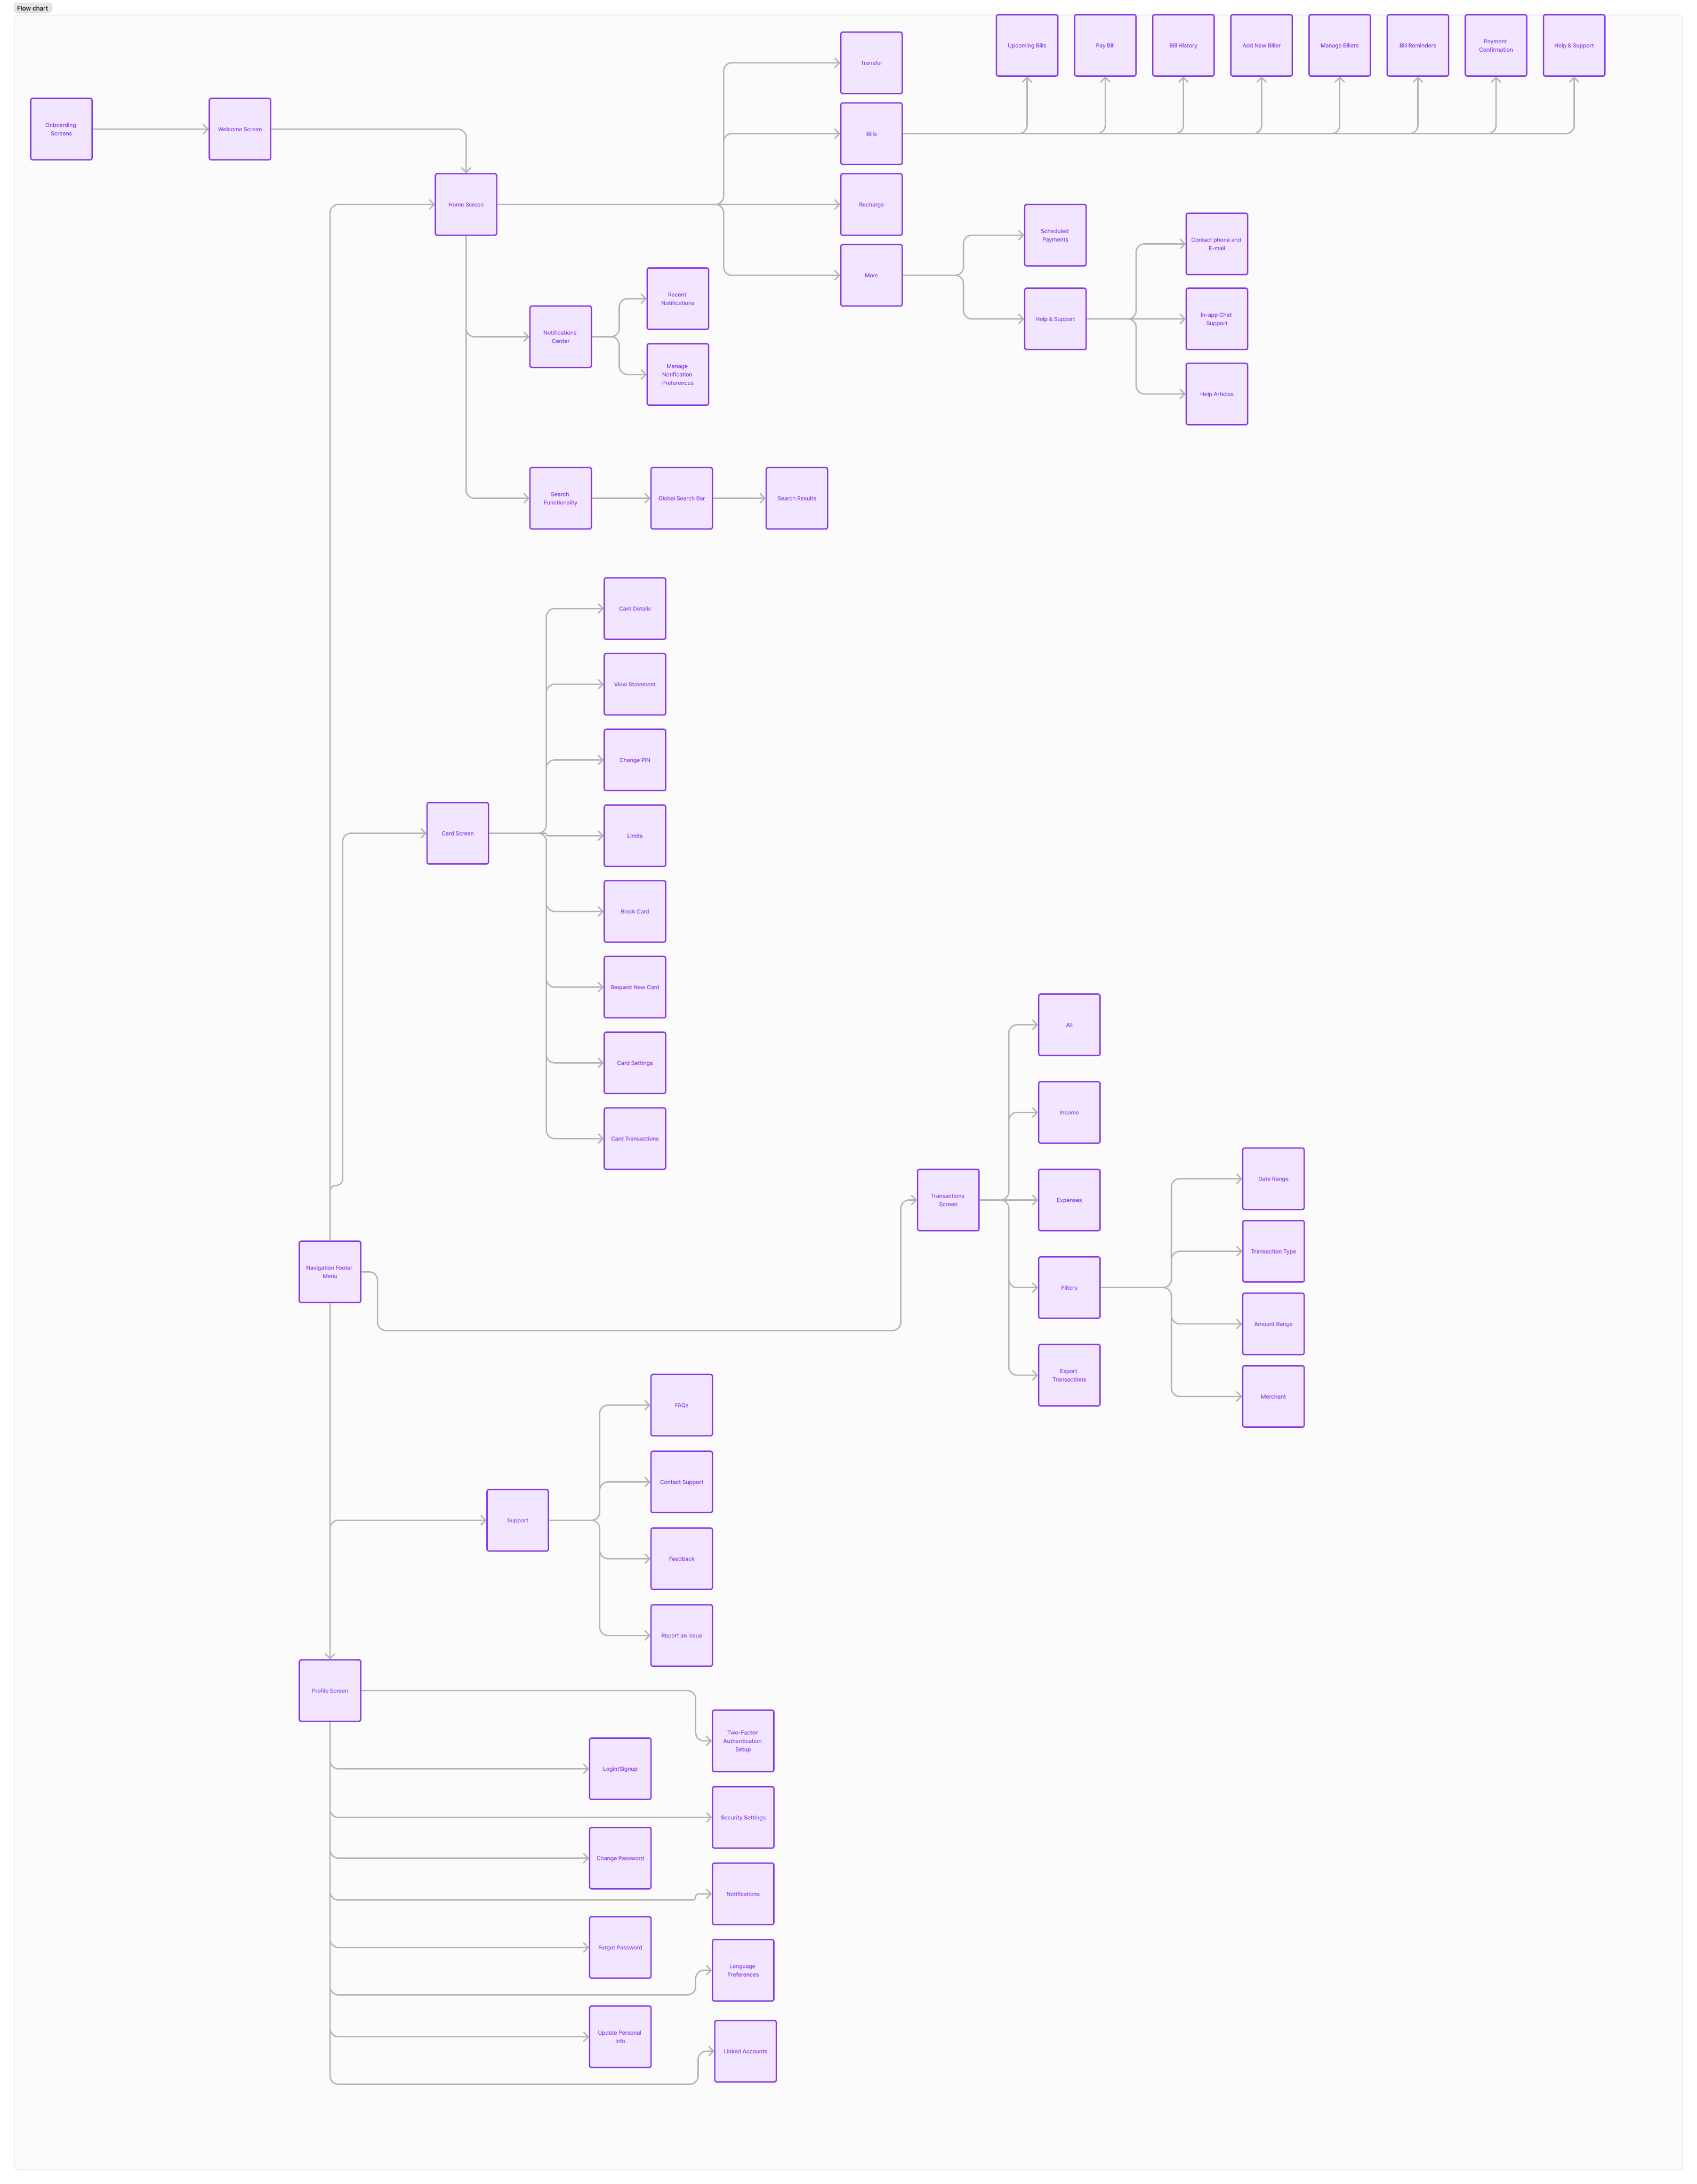 Flow chart
Upcoming Bills
Pay Bill
Bill History
Add New Biller
Manage Billers
Bill Reminders
Payment
Confirmation
Help & Support
Transfer
Onboarding
Screens
Welcome Screen
Bills
Home Screen
Recharge
Scheduled
Payments
Contact phone and
E-mail
More
Recent
Notifications
Help & Support
In-app Chat
Support
Notifications
Center
Manage
Notification
Preferences
Help Articles
Search
Functionality
Global Search Bar
Search Results
Card Details
View Statement
Change PIN
Card Screen
Limits
Block Card
Request New Card
Card Settings
Card Transactions
All
Income
Transactions
Screen
Expenses
Date Range
Transaction Type
Navigation Footer
Menu
Filters
Amount Range
Export
Transactions
Merchant
FAQs
Contact Support
Support
Feedback
Report an issue
Profile Screen
Two-Factor
Authentication
Setup
Login/Signup
Security Settings
Change Password
Notifications
Forgot Password
Language
Preferences
Update Personal
Info
Linked Accounts